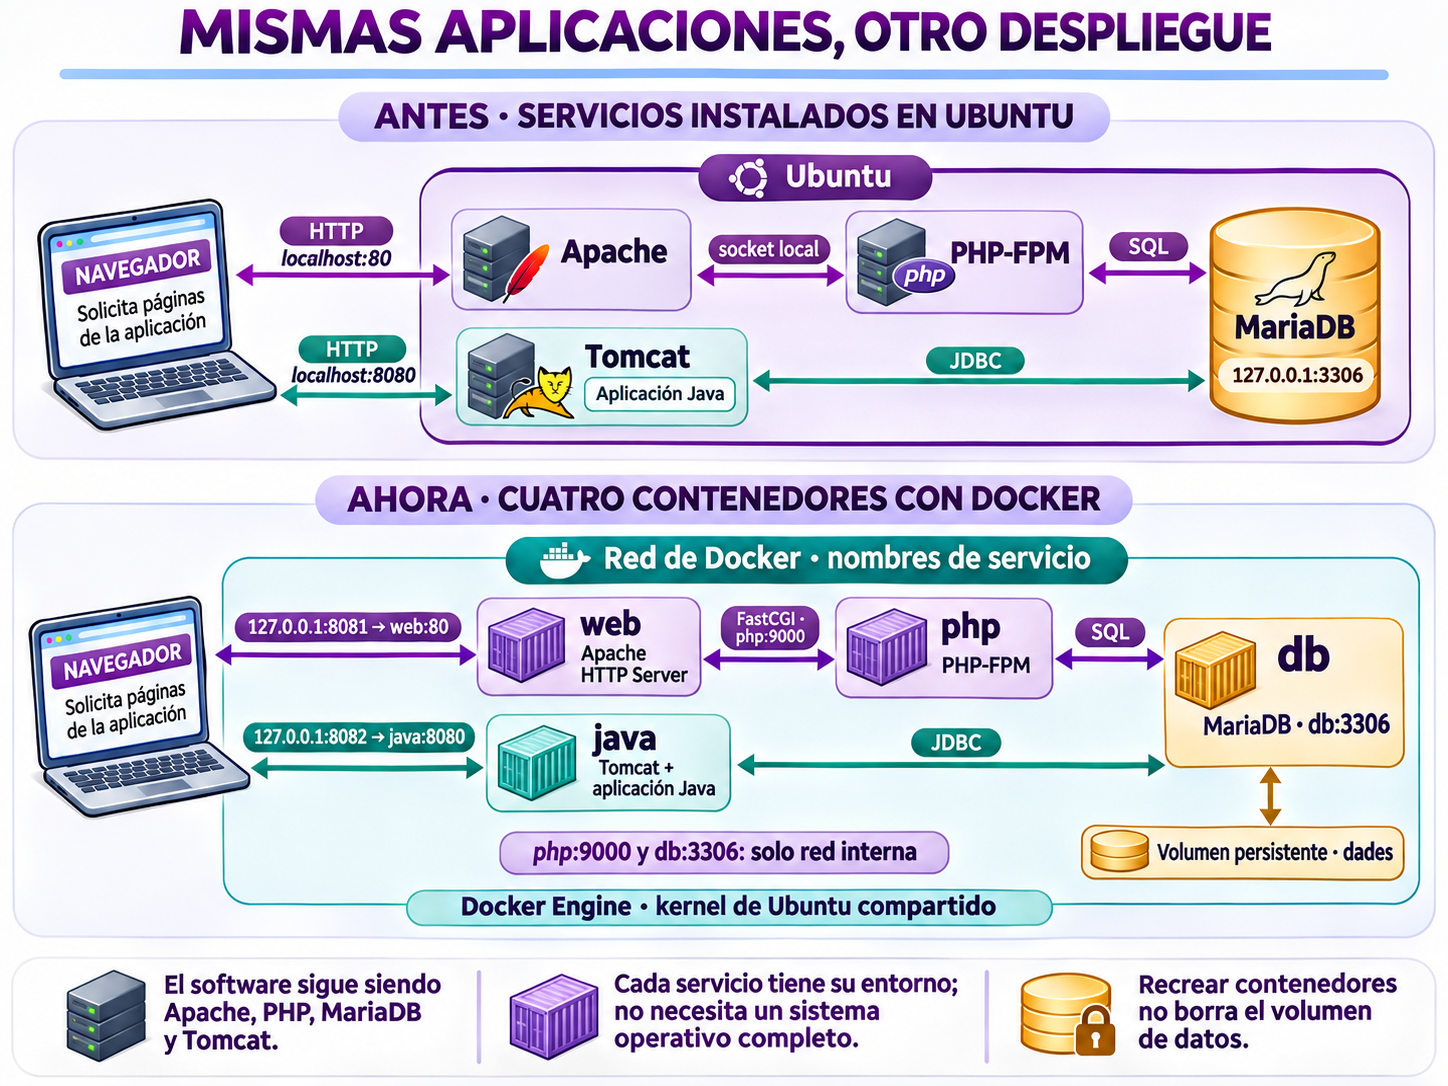 MISMAS APLICACIONES, OTRO DESPLIEGUE
ANTES · SERVICIOS INSTALADOS EN UBUNTU
Ubuntu
NAVEGADOR
Solicita páginas
de la aplicación
HTTP
localhost:80
Apache
socket local
php
PHP-FPM
SQL
MariaDB
127.0.0.1:3306
HTTP
localhost:8080
Tomcat
Aplicación Java
JDBC
AHORA · CUATRO CONTENEDORES CON DOCKER
Red de Docker · nombres de servicio
NAVEGADOR
Solicita páginas
de la aplicación
127.0.0.1:8081 → web:80
web
Apache
HTTP Server
FastCGI ·
php:9000
php
PHP-FPM
SQL
db
MariaDB · db:3306
127.0.0.1:8082 → java:8080
java
Tomcat +
aplicación Java
JDBC
php:9000 y db:3306: solo red interna
Volumen persistente · dades
Docker Engine · kernel de Ubuntu compartido
El software sigue siendo
Apache, PHP, MariaDB
y Tomcat.
Cada servicio tiene su entorno;
no necesita un sistema
operativo completo.
Recrear contenedores
no borra el volumen
de datos.